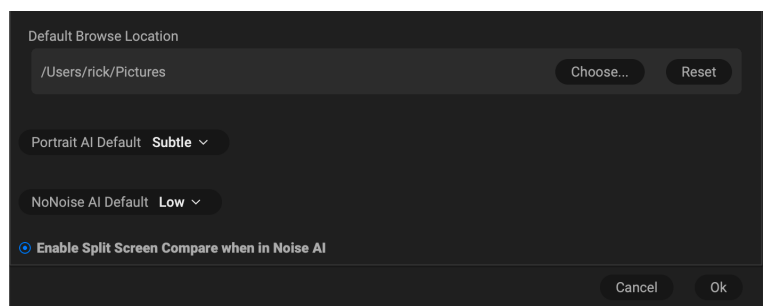 Default Browse Location
/Users/rick/Pictures Choose... Reset
Portrait AI Default Subtle
NoNoise AI Default Low
Enable Split Screen Compare when in Noise AI
Cancel Ok